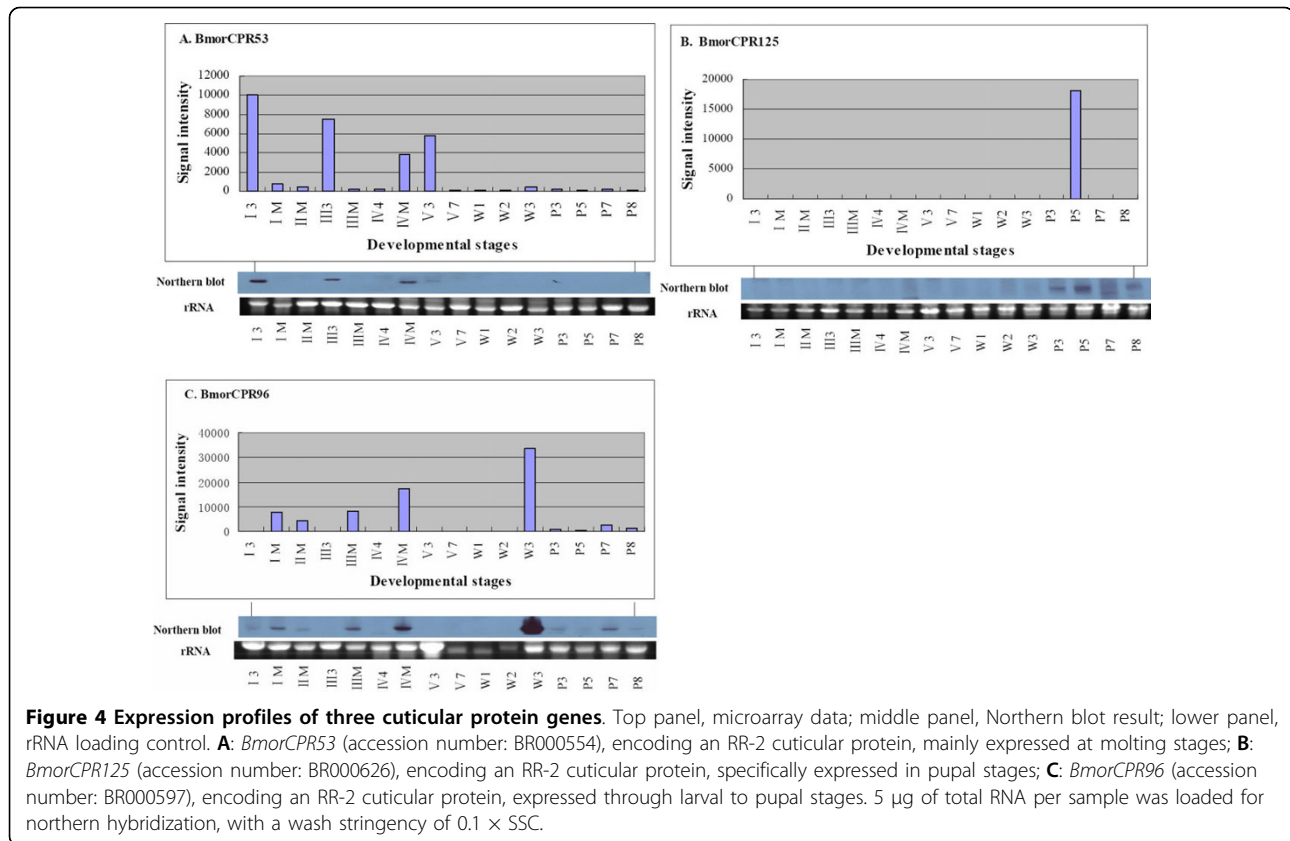 A. BmorCPR53
Signal intensity
12000
10000
8000
6000
4000
2000
0
I 3
I M
II M
III3
IIIM
IV4
IVM
V 3
V 7
W1
W2
W3
P3
P5
P7
P8
Developmental stages
Northern blot
rRNA
I 3
I M
II M
III3
IIIM
IV4
IVM
V 3
V 7
W1
W2
W3
P3
P5
P7
P8
B. BmorCPR125
Signal intensity
20000
15000
10000
5000
0
I 3
I M
II M
III3
IIIM
IV4
IVM
V 3
V 7
W1
W2
W3
P3
P5
P7
P8
Developmental stages
Northern blot
rRNA
I 3
I M
II M
III3
IIIM
IV4
IVM
V 3
V 7
W1
W2
W3
P3
P5
P7
P8
C. BmorCPR96
Signal intensity
40000
30000
20000
10000
0
I 3
I M
II M
III3
IIIM
IV4
IVM
V 3
V 7
W1
W2
W3
P3
P5
P7
P8
Developmental stages
Northern blot
rRNA
I 3
I M
II M
III3
IIIM
IV4
IVM
V 3
V 7
W1
W2
W3
P3
P5
P7
P8
Figure 4 Expression profiles of three cuticular protein genes. Top panel, microarray data; middle panel, Northern blot result; lower panel,
rRNA loading control. A: BmorCPR53 (accession number: BR000554), encoding an RR-2 cuticular protein, mainly expressed at molting stages; B:
BmorCPR125 (accession number: BR000626), encoding an RR-2 cuticular protein, specifically expressed in pupal stages; C: BmorCPR96 (accession
number: BR000597), encoding an RR-2 cuticular protein, expressed through larval to pupal stages. 5 μg of total RNA per sample was loaded for
northern hybridization, with a wash stringency of 0.1 × SSC.